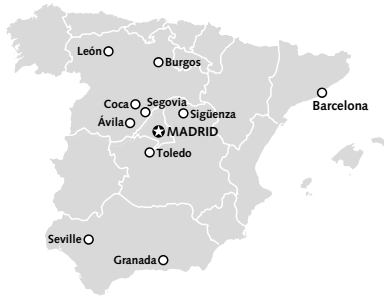 León
Burgos
Coca
Segovia
Sigüenza
Barcelona
Ávila
MADRID
Toledo
Seville
Granada